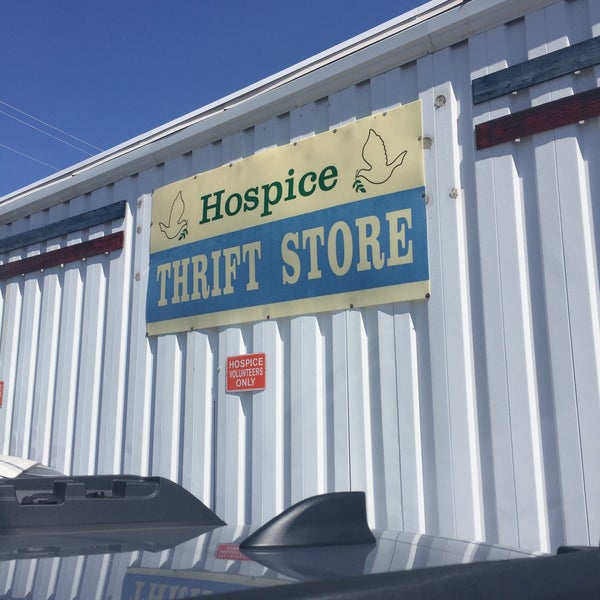 Hospice
THRIFT STORE
HOSPICE
VOLUNTEERS
ONLY